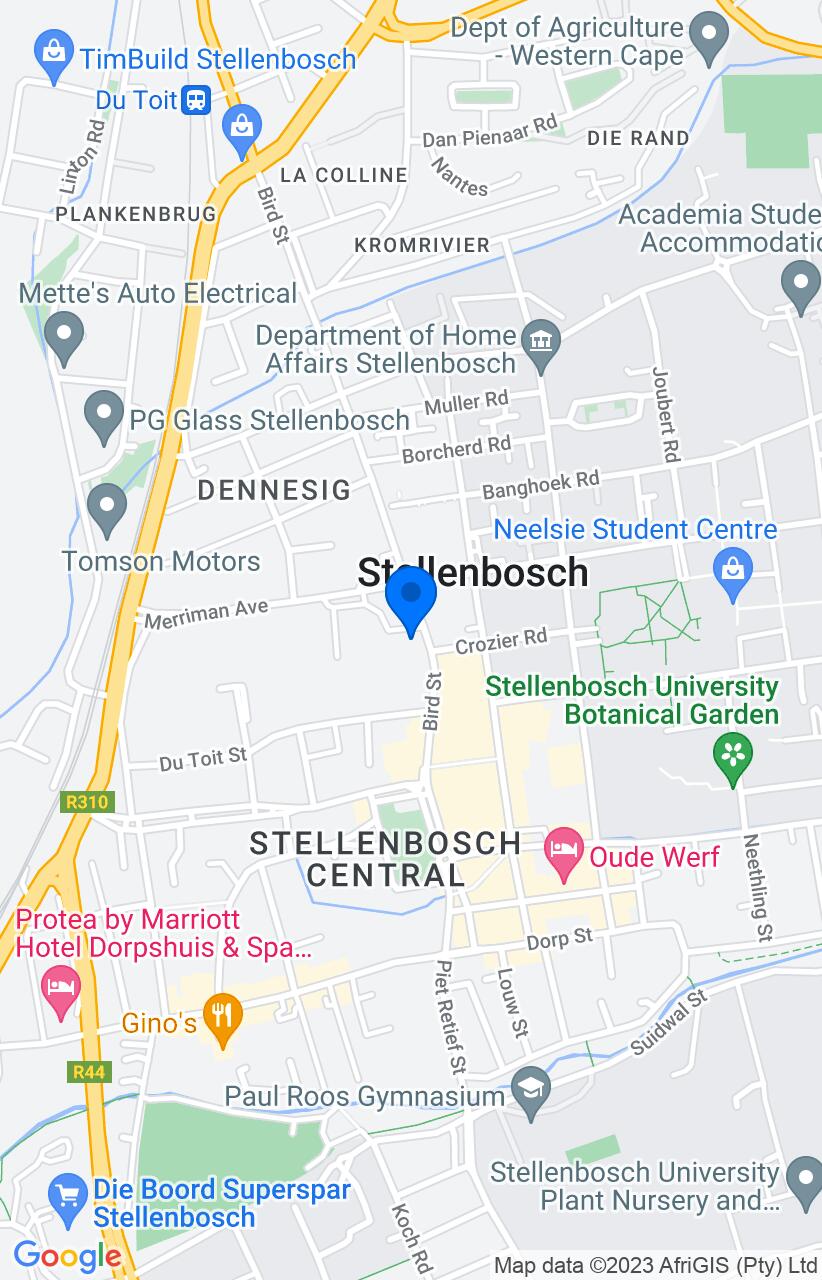 Dept of Agriculture
- Western Cape
TimBuild Stellenbosch
Du Toit
Linton Rd
Dan Pienaar Rd
DIE RAND
Nantes
LA COLLINE
Bird St
PLANKENBRUG
Academia Stude
Accommodatio
KROMRIVIER
Mette's Auto Electrical
Department of Home
Affairs Stellenbosch
Joubert Rd
Muller Rd
PG Glass Stellenbosch
Borcherd Rd
Banghoek Rd
DENNESIG
Neelsie Student Centre
Tomson Motors
Stellenbosch
Merriman Ave
Crozier Rd
Stellenbosch University
Botanical Garden
Bird St
Du Toit St
R310
STELLENBOSCH
CENTRAL
Oude Werf
Neethling St
Protea by Marriott
Hotel Dorpshuis & Spa...
Dorp St
Piet Retief St
Louw St
Suidwal St
Gino's
R44
Paul Roos Gymnasium
Stellenbosch University
Plant Nursery and...
Die Boord Superspar
Stellenbosch
Koch Rd
Google
Map data ©2023 AfriGIS (Pty) Ltd